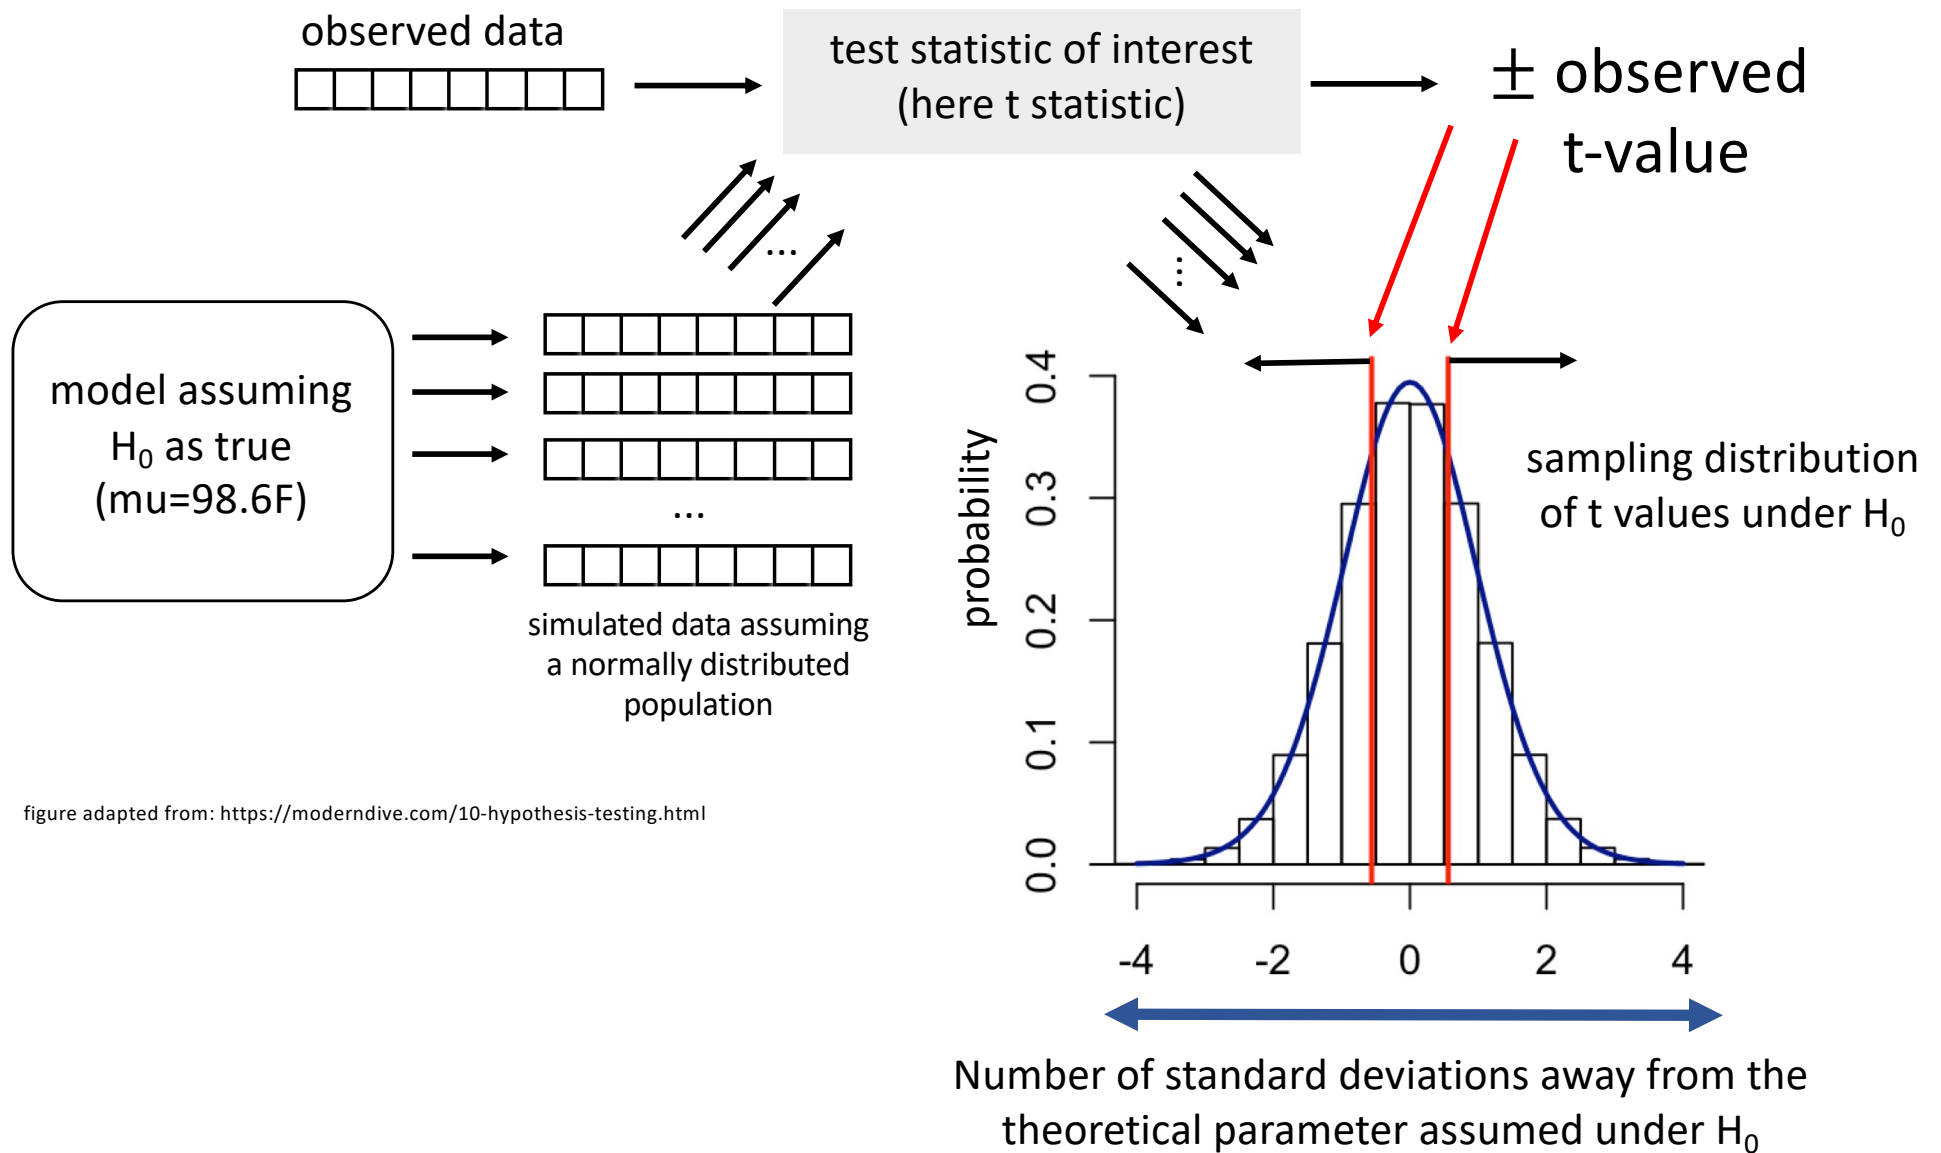 observed data
test statistic of interest
(here t statistic)
± observed
t-value
...
...
model assuming
H₀ as true
(mu=98.6F)
...
simulated data assuming
a normally distributed
population
sampling distribution
of t values under H₀
probability
0.4
0.3
0.2
0.1
0.0
-4
-2
0
2
4
Number of standard deviations away from the
theoretical parameter assumed under H₀
figure adapted from: https://moderndive.com/10-hypothesis-testing.html